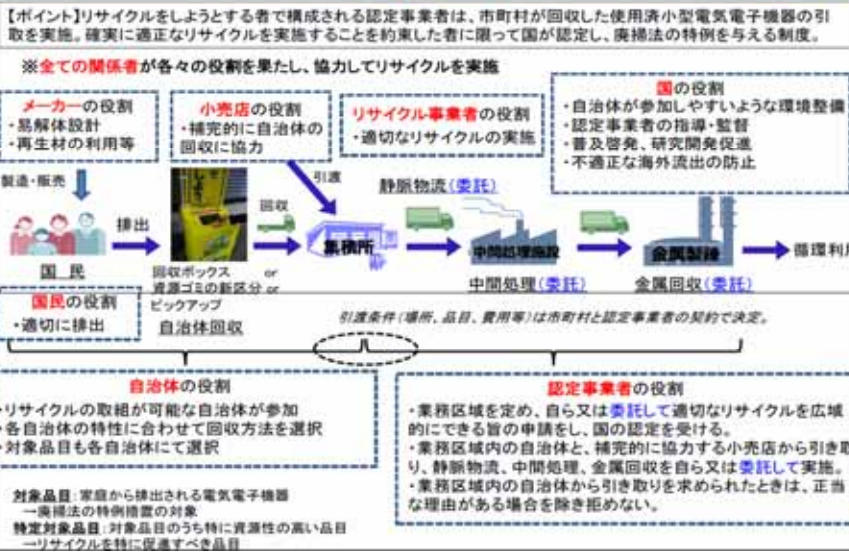 【ポイント】リサイクルをしようとする者で構成される認定事業者は、市町村が回収した使用済小型電気電子機器の引
取を実施。確実に適正なリサイクルを実施することを約束した者に限って国が認定し、廃掃法の特例を与える制度。
※全ての関係者が各々の役割を果たし、協力してリサイクルを実施
メーカーの役割
・易解体設計
・再生材の利用等
小売店の役割
・補完的に自治体の
回収に協力
リサイクル事業者の役割
・適切なリサイクルの実施
国の役割
・自治体が参加しやすいような環境整備
・認定事業者の指導・監督
・普及啓発、研究開発促進
・不適正な海外流出の防止
製造・販売
引渡
静脈物流(委託)
排出
回収
集積所
中間処理施設
金属製錬
循環利用
国 民
回収ボックス or
資源ゴミの新区分 or
ピックアップ
自治体回収
中間処理(委託)
金属回収(委託)
国民の役割
・適切に排出
引渡条件(場所、品目、費用等)は市町村と認定事業者の契約で決定。
自治体の役割
・リサイクルの取組が可能な自治体が参加
・各自治体の特性に合わせて回収方法を選択
・対象品目も各自治体にて選択
認定事業者の役割
・業務区域を定め、自ら又は委託して適切なリサイクルを広域
的にできる旨の申請をし、国の認定を受ける。
・業務区域内の自治体と、補完的に協力する小売店から引き取
り、静脈物流、中間処理、金属回収を自ら又は委託して実施。
・業務区域内の自治体から引き取りを求められたときは、正当
な理由がある場合を除き拒めない。
対象品目:家庭から排出される電気電子機器
→廃掃法の特例措置の対象
特定対象品目:対象品目のうち特に資源性の高い品目
→リサイクルを特に促進すべき品目